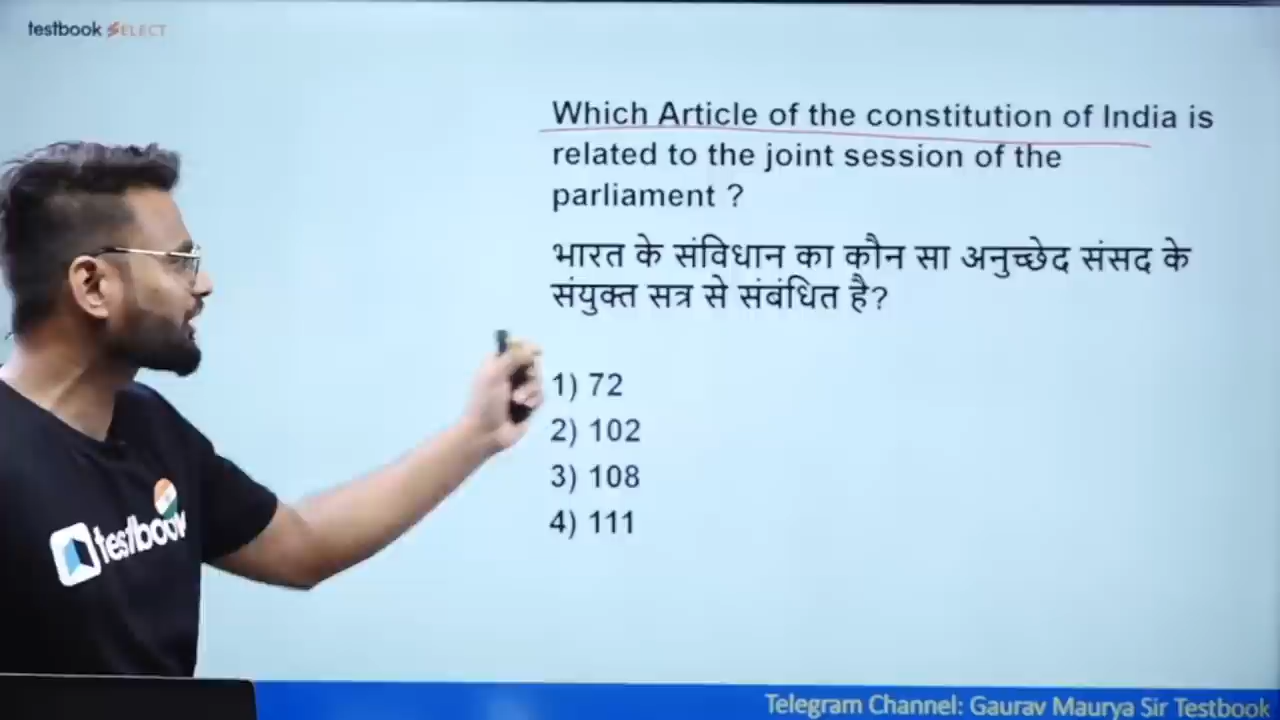 testbook SELECT
Which Article of the constitution of India is
related to the joint session of the
parliament ?
भारत के संविधान का कौन सा अनुच्छेद संसद के
संयुक्त सत्र से संबंधित है?
1) 72
2) 102
3) 108
4) 111
testbook
Telegram Channel: Gaurav Maurya Sir Testbook